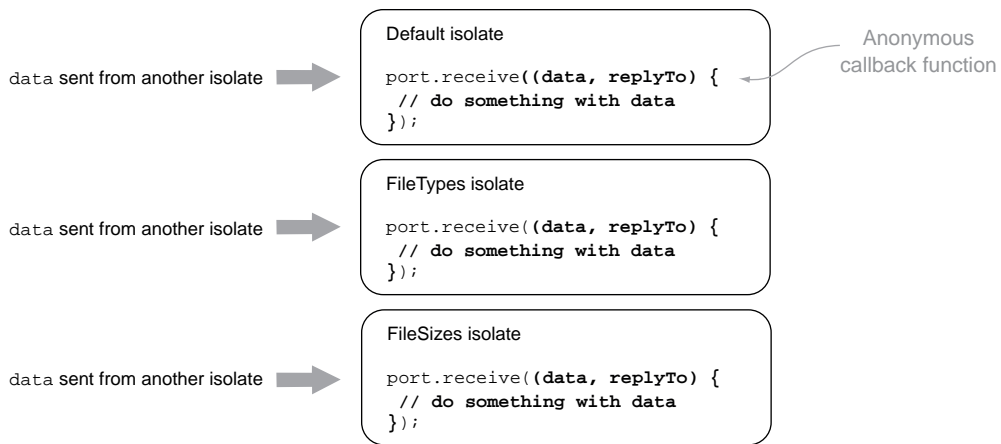 Default isolate
Anonymous
callback function
data sent from another isolate
port.receive((data, replyTo) {
// do something with data
});
FileTypes isolate
data sent from another isolate
port.receive((data, replyTo) {
// do something with data
});
FileSizes isolate
data sent from another isolate
port.receive((data, replyTo) {
// do something with data
});